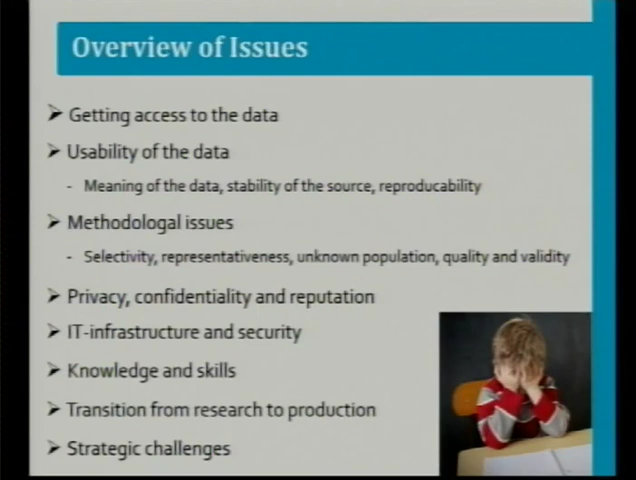 Overview of Issues
➢ Getting access to the data
➢ Usability of the data
- Meaning of the data, stability of the source, reproducability
➢ Methodologal issues
- Selectivity, representativeness, unknown population, quality and validity
➢ Privacy, confidentiality and reputation
➢ IT-infrastructure and security
➢ Knowledge and skills
➢ Transition from research to production
➢ Strategic challenges